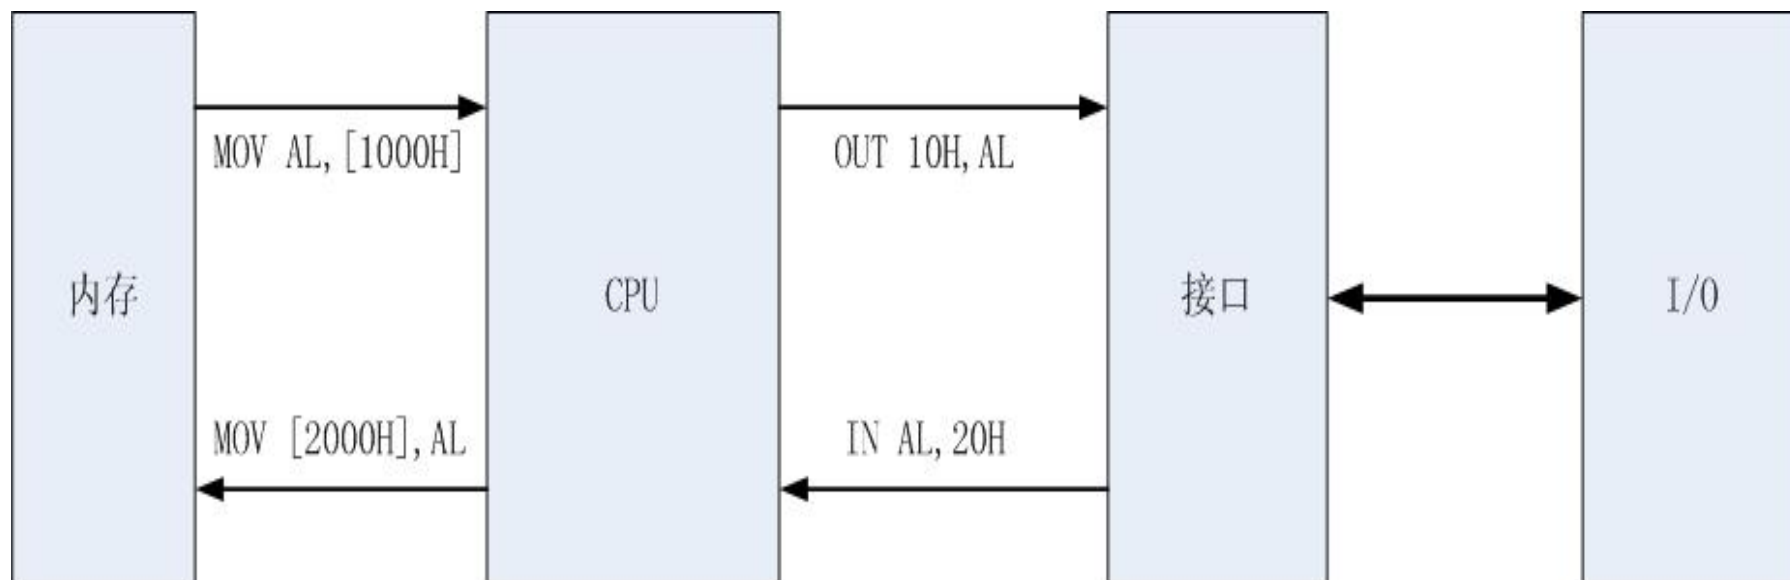 MOV AL,[1000H]
OUT 10H,AL
内存
CPU
接口
I/O
MOV [2000H],AL
IN AL,20H